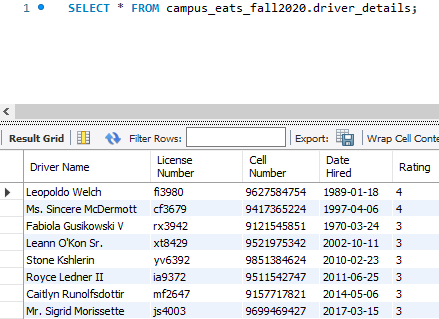 1 SELECT * FROM campus_eats_fall2020.driver_details;
Result Grid Filter Rows: Export: Wrap Cell Conte
Driver Name License Number Cell Number Date Hired Rating
Leopoldo Welch fi3980 9627584754 1989-01-18 4
Ms. Sincere McDermott cf3679 9417365224 1997-04-06 4
Fabiola Gusikowski V rx3942 9121545851 1970-03-24 3
Leann O'Kon Sr. xt8429 9521975342 2002-10-11 3
Stone Kshlerin yv6392 9851384624 2010-02-23 3
Royce Ledner II ia9372 9511542747 2011-06-25 3
Caitlyn Runolfsdottir mf2647 9157717821 2014-05-06 3
Mr. Sigrid Morissette js4003 9699469427 2017-03-15 3